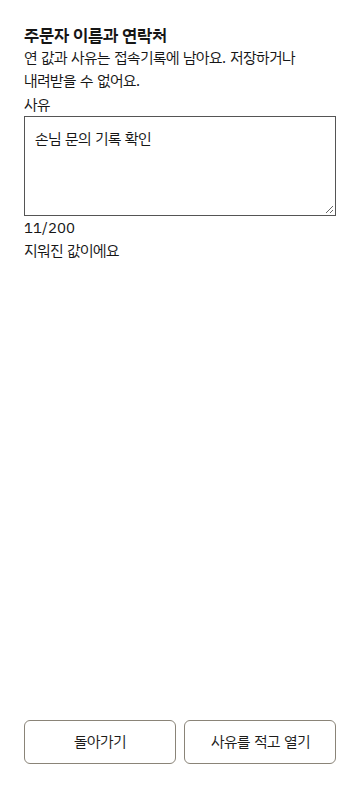 주문자 이름과 연락처
연 값과 사유는 접속기록에 남아요. 저장하거나
내려받을 수 없어요.
사유
손님 문의 기록 확인
11/200
지워진 값이에요
돌아가기
사유를 적고 열기